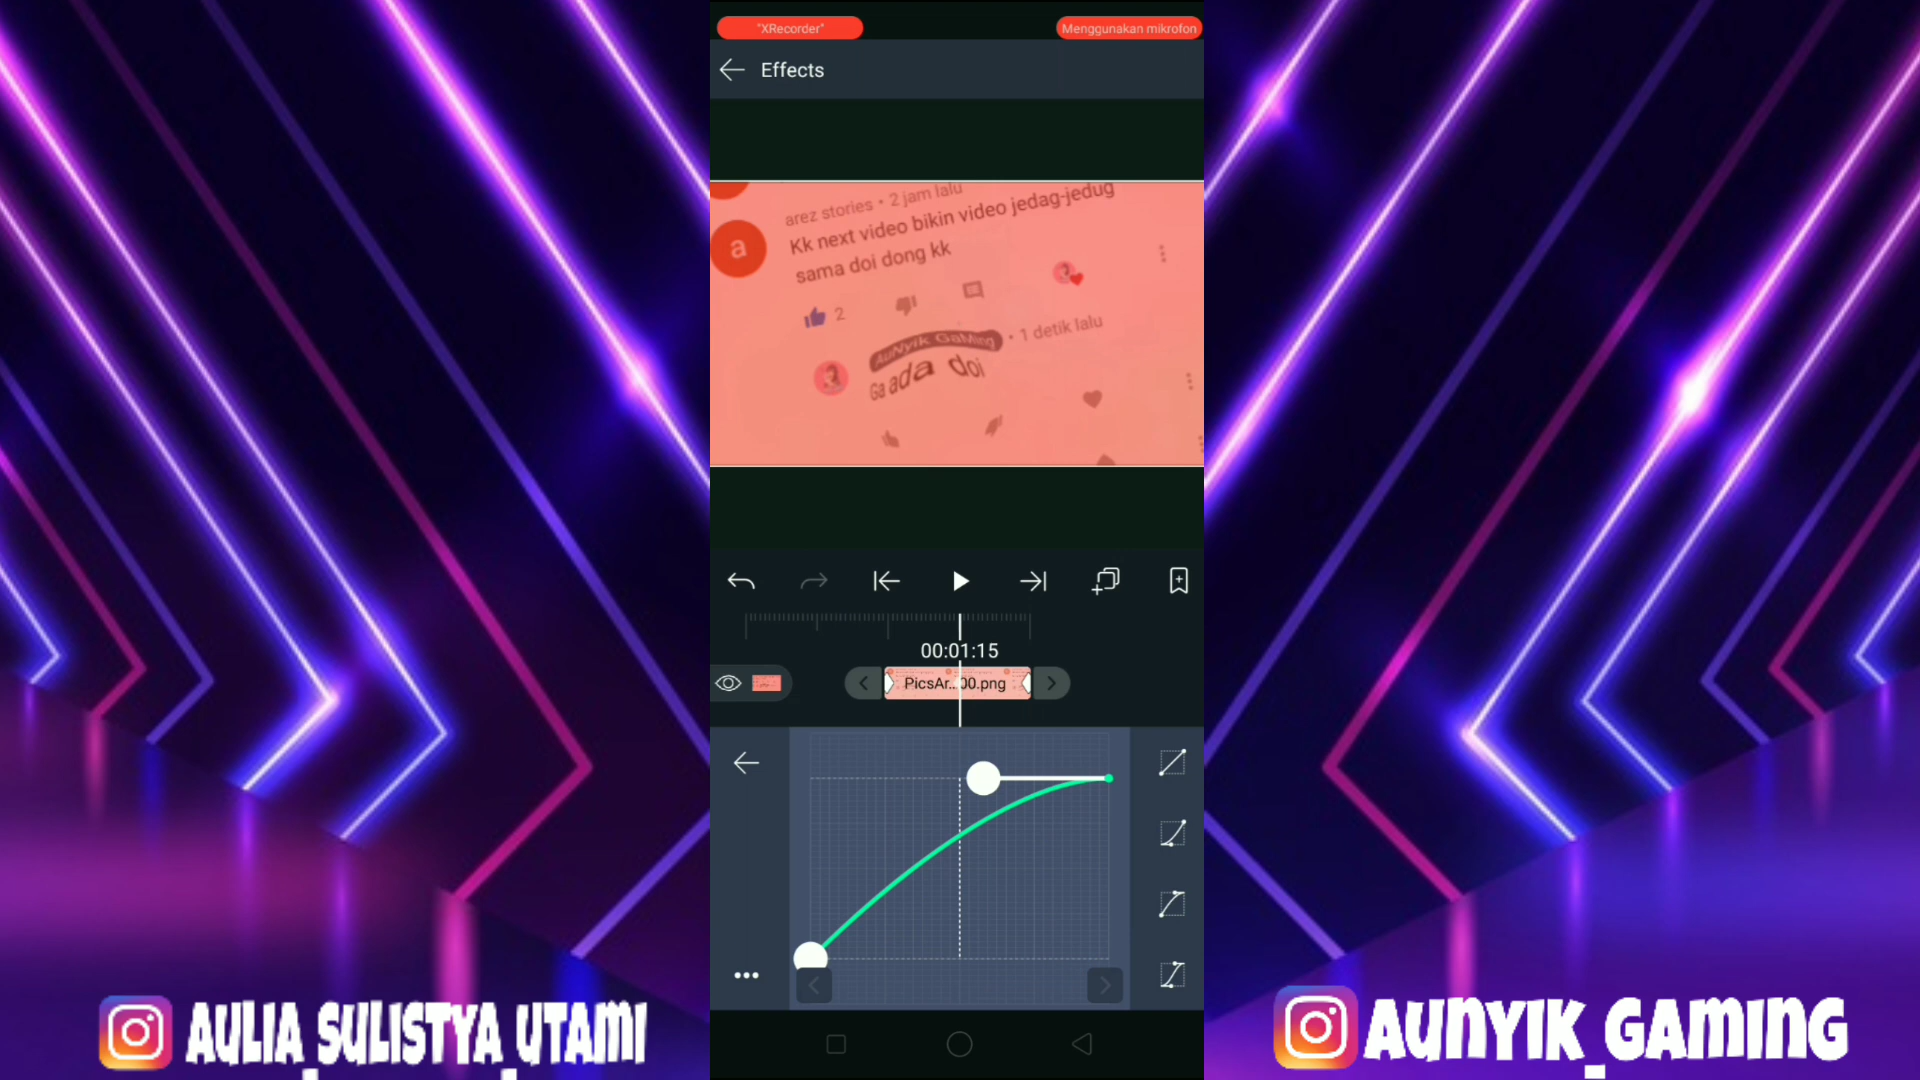 "XRecorder"
Menggunakan mikrofon
Effects
arez stories • 2 jam lalu
Kk next video bikin video jedag-jedug
sama doi dong kk
a
2
AuNyIK GaMing • 1 detik lalu
Ga ada doi
00:01:15
PicsAr...00.png
AULIA SULISTYA UTAMI
AUNYIK GAMING